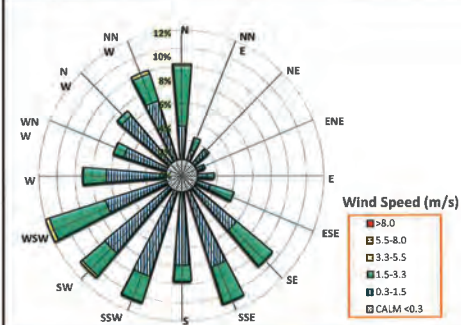 N
NN
W
NN
E
12%
10%
8%
6%
4%
N
W
NE
WN
W
ENE
W
E
WSW
ESE
SW
SE
SSW
S
SSE
Wind Speed (m/s)
>8.0
5.5-8.0
3.3-5.5
1.5-3.3
0.3-1.5
CALM <0.3